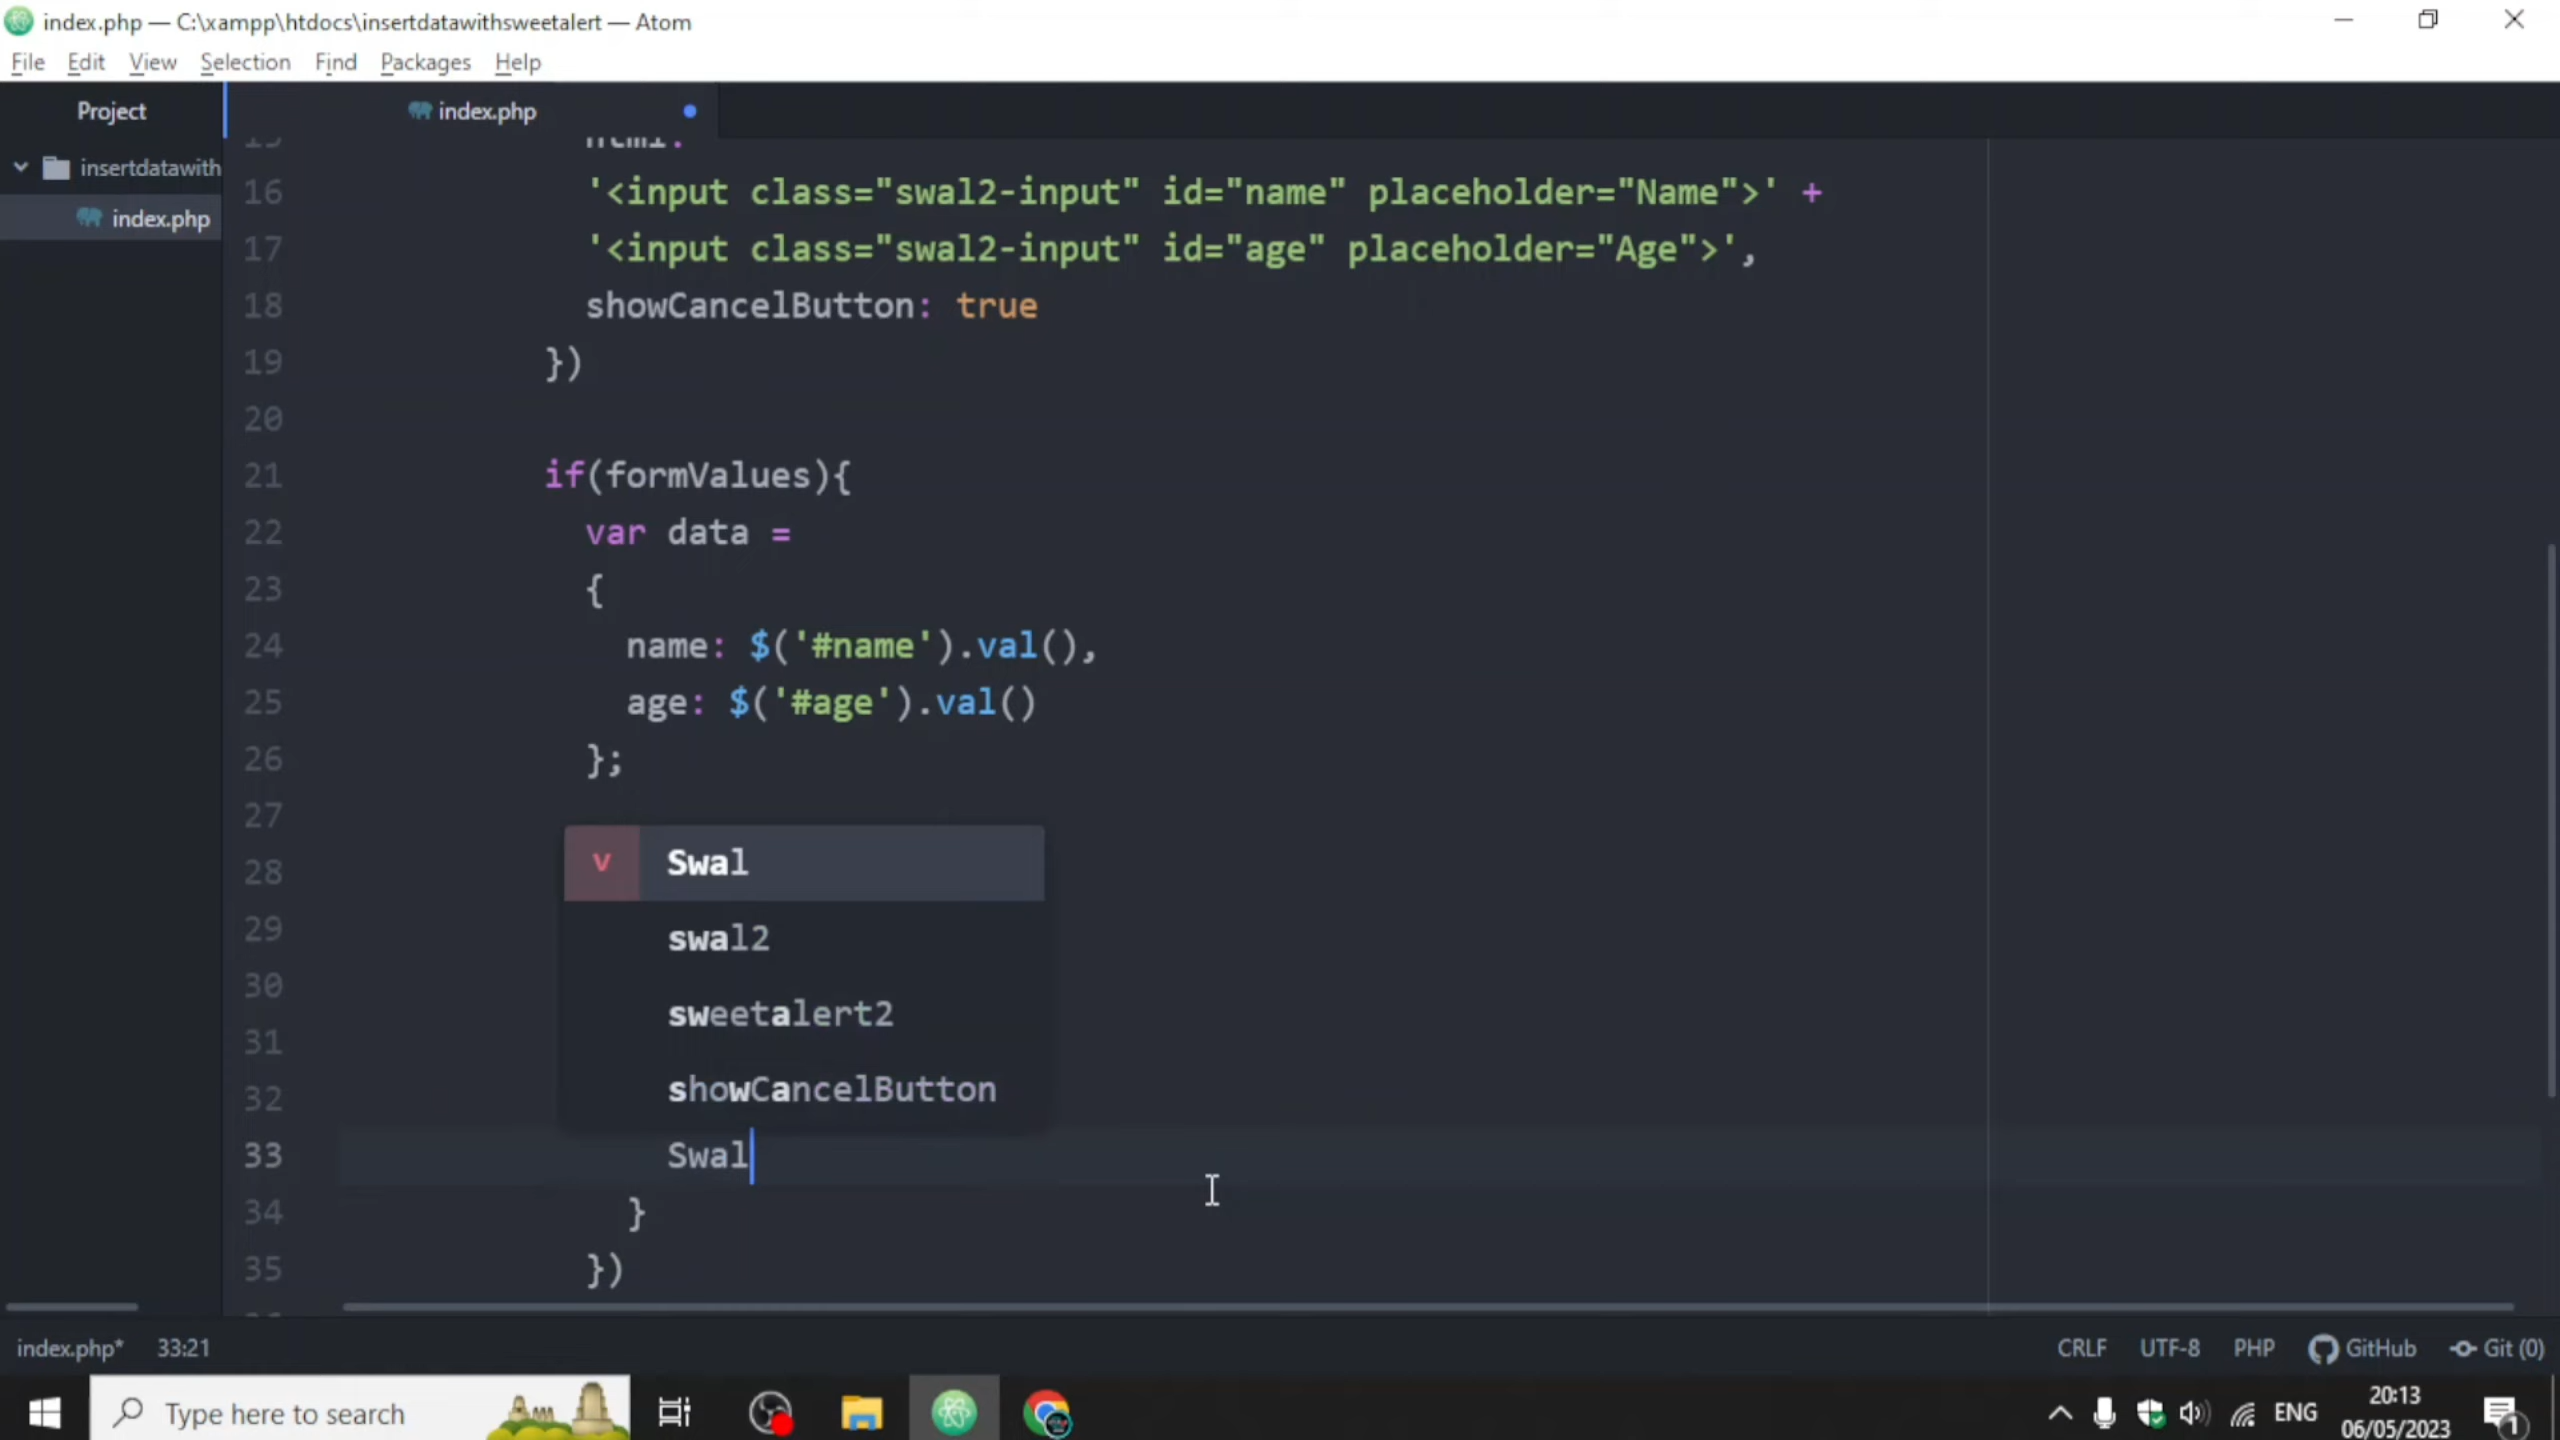 index.php — C:\xampp\htdocs\insertdatawithsweetalert — Atom
File Edit View Selection Find Packages Help
Project
index.php
insertdatawith
index.php
16 '<input class="swal2-input" id="name" placeholder="Name">' +
17 '<input class="swal2-input" id="age" placeholder="Age">',
18 showCancelButton: true
19 })
20
21 if(formValues){
22 var data =
23 {
24 name: $('#name').val(),
25 age: $('#age').val()
26 };
27
28 v Swal
29 swal2
30
31 sweetalert2
32 showCancelButton
33 Swal
34 }
35 })
index.php* 33:21 CRLF UTF-8 PHP GitHub Git (0)
Type here to search
ENG
20:13
06/05/2023
1